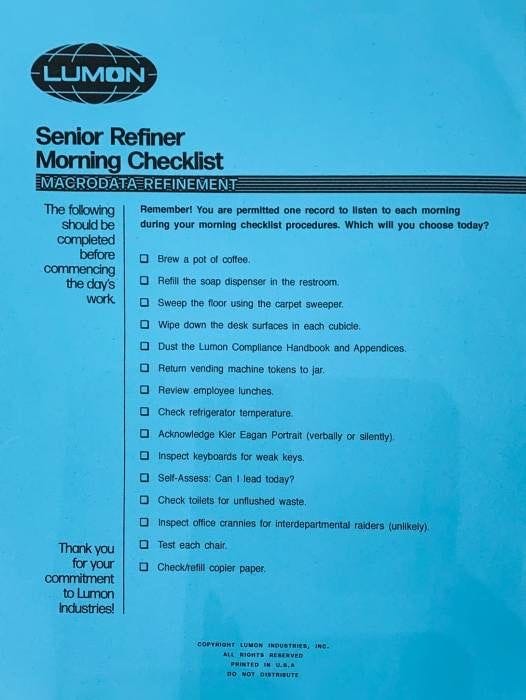 LUMON
Senior Refiner
Morning Checklist
MACRODATA REFINEMENT
The following
should be
completed
before
commencing
the day's
work.
Remember! You are permitted one record to listen to each morning
during your morning checklist procedures. Which will you choose today?
Brew a pot of coffee.
Refill the soap dispenser in the restroom.
Sweep the floor using the carpet sweeper.
Wipe down the desk surfaces in each cubicle.
Dust the Lumon Compliance Handbook and Appendices.
Return vending machine tokens to jar.
Review employee lunches.
Check refrigerator temperature.
Acknowledge Kier Eagan Portrait (verbally or silently).
Inspect keyboards for weak keys.
Self-Assess: Can I lead today?
Check toilets for unflushed waste.
Inspect office crannies for interdepartmental raiders (unlikely).
Test each chair.
Check/refill copier paper.
Thank you
for your
commitment
to Lumon
Industries!
COPYRIGHT LUMON INDUSTRIES, INC.
ALL RIGHTS RESERVED
PRINTED IN U.S.A
DO NOT DISTRIBUTE